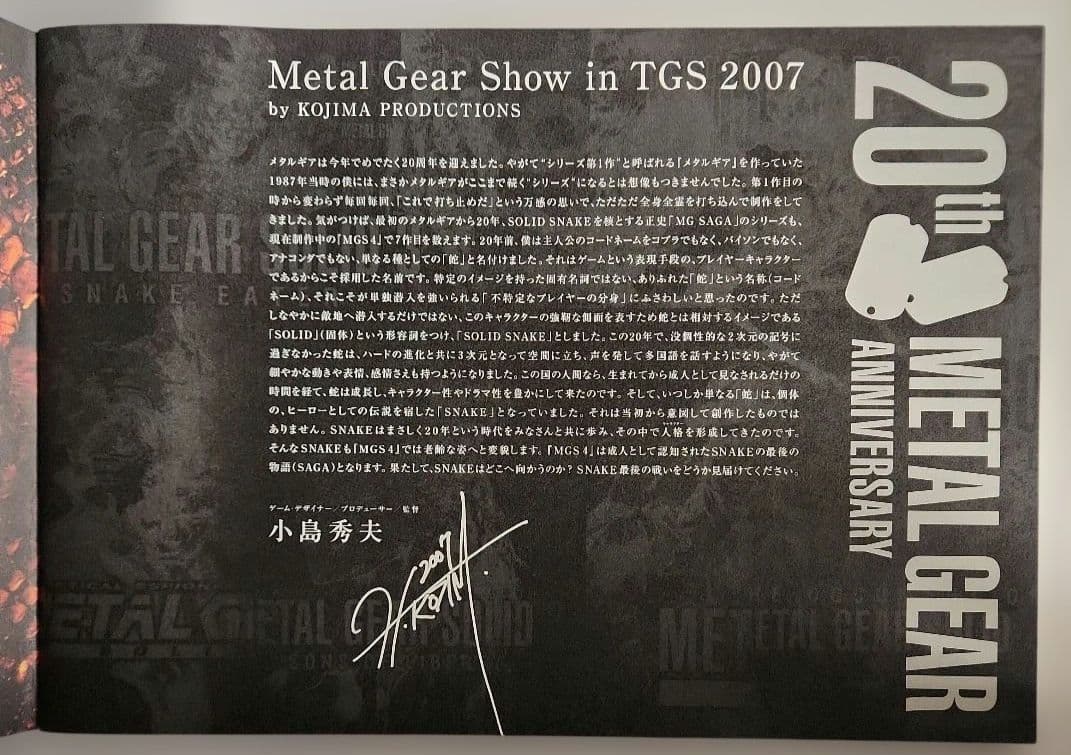 Metal Gear Show in TGS 2007
by KOJIMA PRODUCTIONS
メタルギアは今年でめでたく20周年を迎えました。やがて“シリーズ第1作”と呼ばれる「メタルギア」を作っていた
1987年当時の僕には、まさかメタルギアがここまで続く“シリーズ”になるとは想像もつきませんでした。第1作目の
時から変わらず毎回毎回、「これで打ち止めだ」という万感の思いで、ただただ全身全霊を打ち込んで制作をして
きました。気がつけば、最初のメタルギアから20年、SOLID SNAKEを核とする正史「MG SAGA」のシリーズも、
現在制作中の「MGS4」で7作目を数えます。20年前、僕は主人公のコードネームをコブラでもなく、パイソンでもなく、
アナコンダでもない、単なる種としての「蛇」と名付けました。それはゲームという表現手段の、プレイヤーキャラクター
であるからこそ採用した名前です。特定のイメージを持った固有名詞ではない、ありふれた「蛇」という名称(コード
ネーム)、それこそが単独潜入を強いられる「不特定なプレイヤーの分身」にふさわしいと思ったのです。ただ
しなやかに敵地へ潜入するだけではない、このキャラクターの強靭な側面を表すため蛇とは相対するイメージである
「SOLID」(固体)という形容詞をつけ、「SOLID SNAKE」としました。この20年で、没個性的な2次元の記号に
過ぎなかった蛇は、ハードの進化と共に3次元となって空間に立ち、声を発して多国語を話すようになり、やがて
細やかな動きや表情、感情さえも持つようになりました。この国の人間なら、生まれてから成人として見なされるだけの
時間を経て、蛇は成長し、キャラクター性やドラマ性を豊かにして来たのです。そして、いつしか単なる「蛇」は、個体
の、ヒーローとしての伝説を宿した「SNAKE」となっていました。それは当初から意図して創作したものでは
ありません。SNAKEはまさしく20年という時代をみなさんと共に歩み、その中で人格を形成してきたのです。
そんなSNAKEも「MGS4」では老齢な姿へと変貌します。『MGS4』は成人として認知されたSNAKEの最後の
物語(SAGA)となります。果たして、SNAKEはどこへ向かうのか? SNAKE最後の戦いをどうか見届けてください。
ゲーム・デザイナー/プロデューサー/監督
小島秀夫
2007
20th
METAL GEAR
ANNIVERSARY